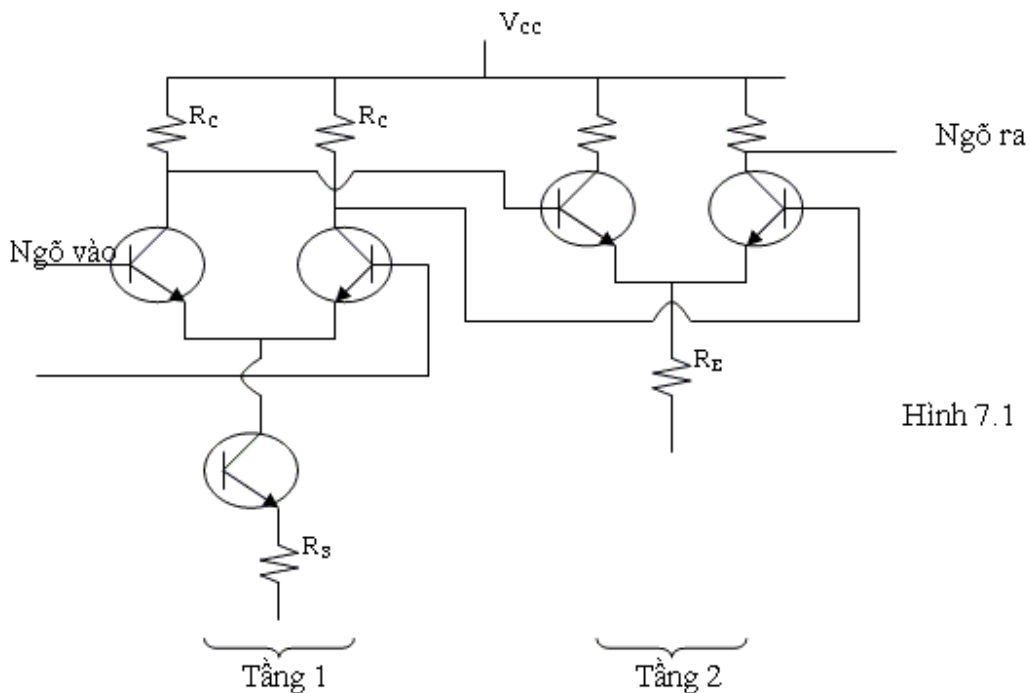 VCC
RC
RC
Ngõ ra
Ngõ vào
RE
Hình 7.1
RS
Tầng 1
Tầng 2